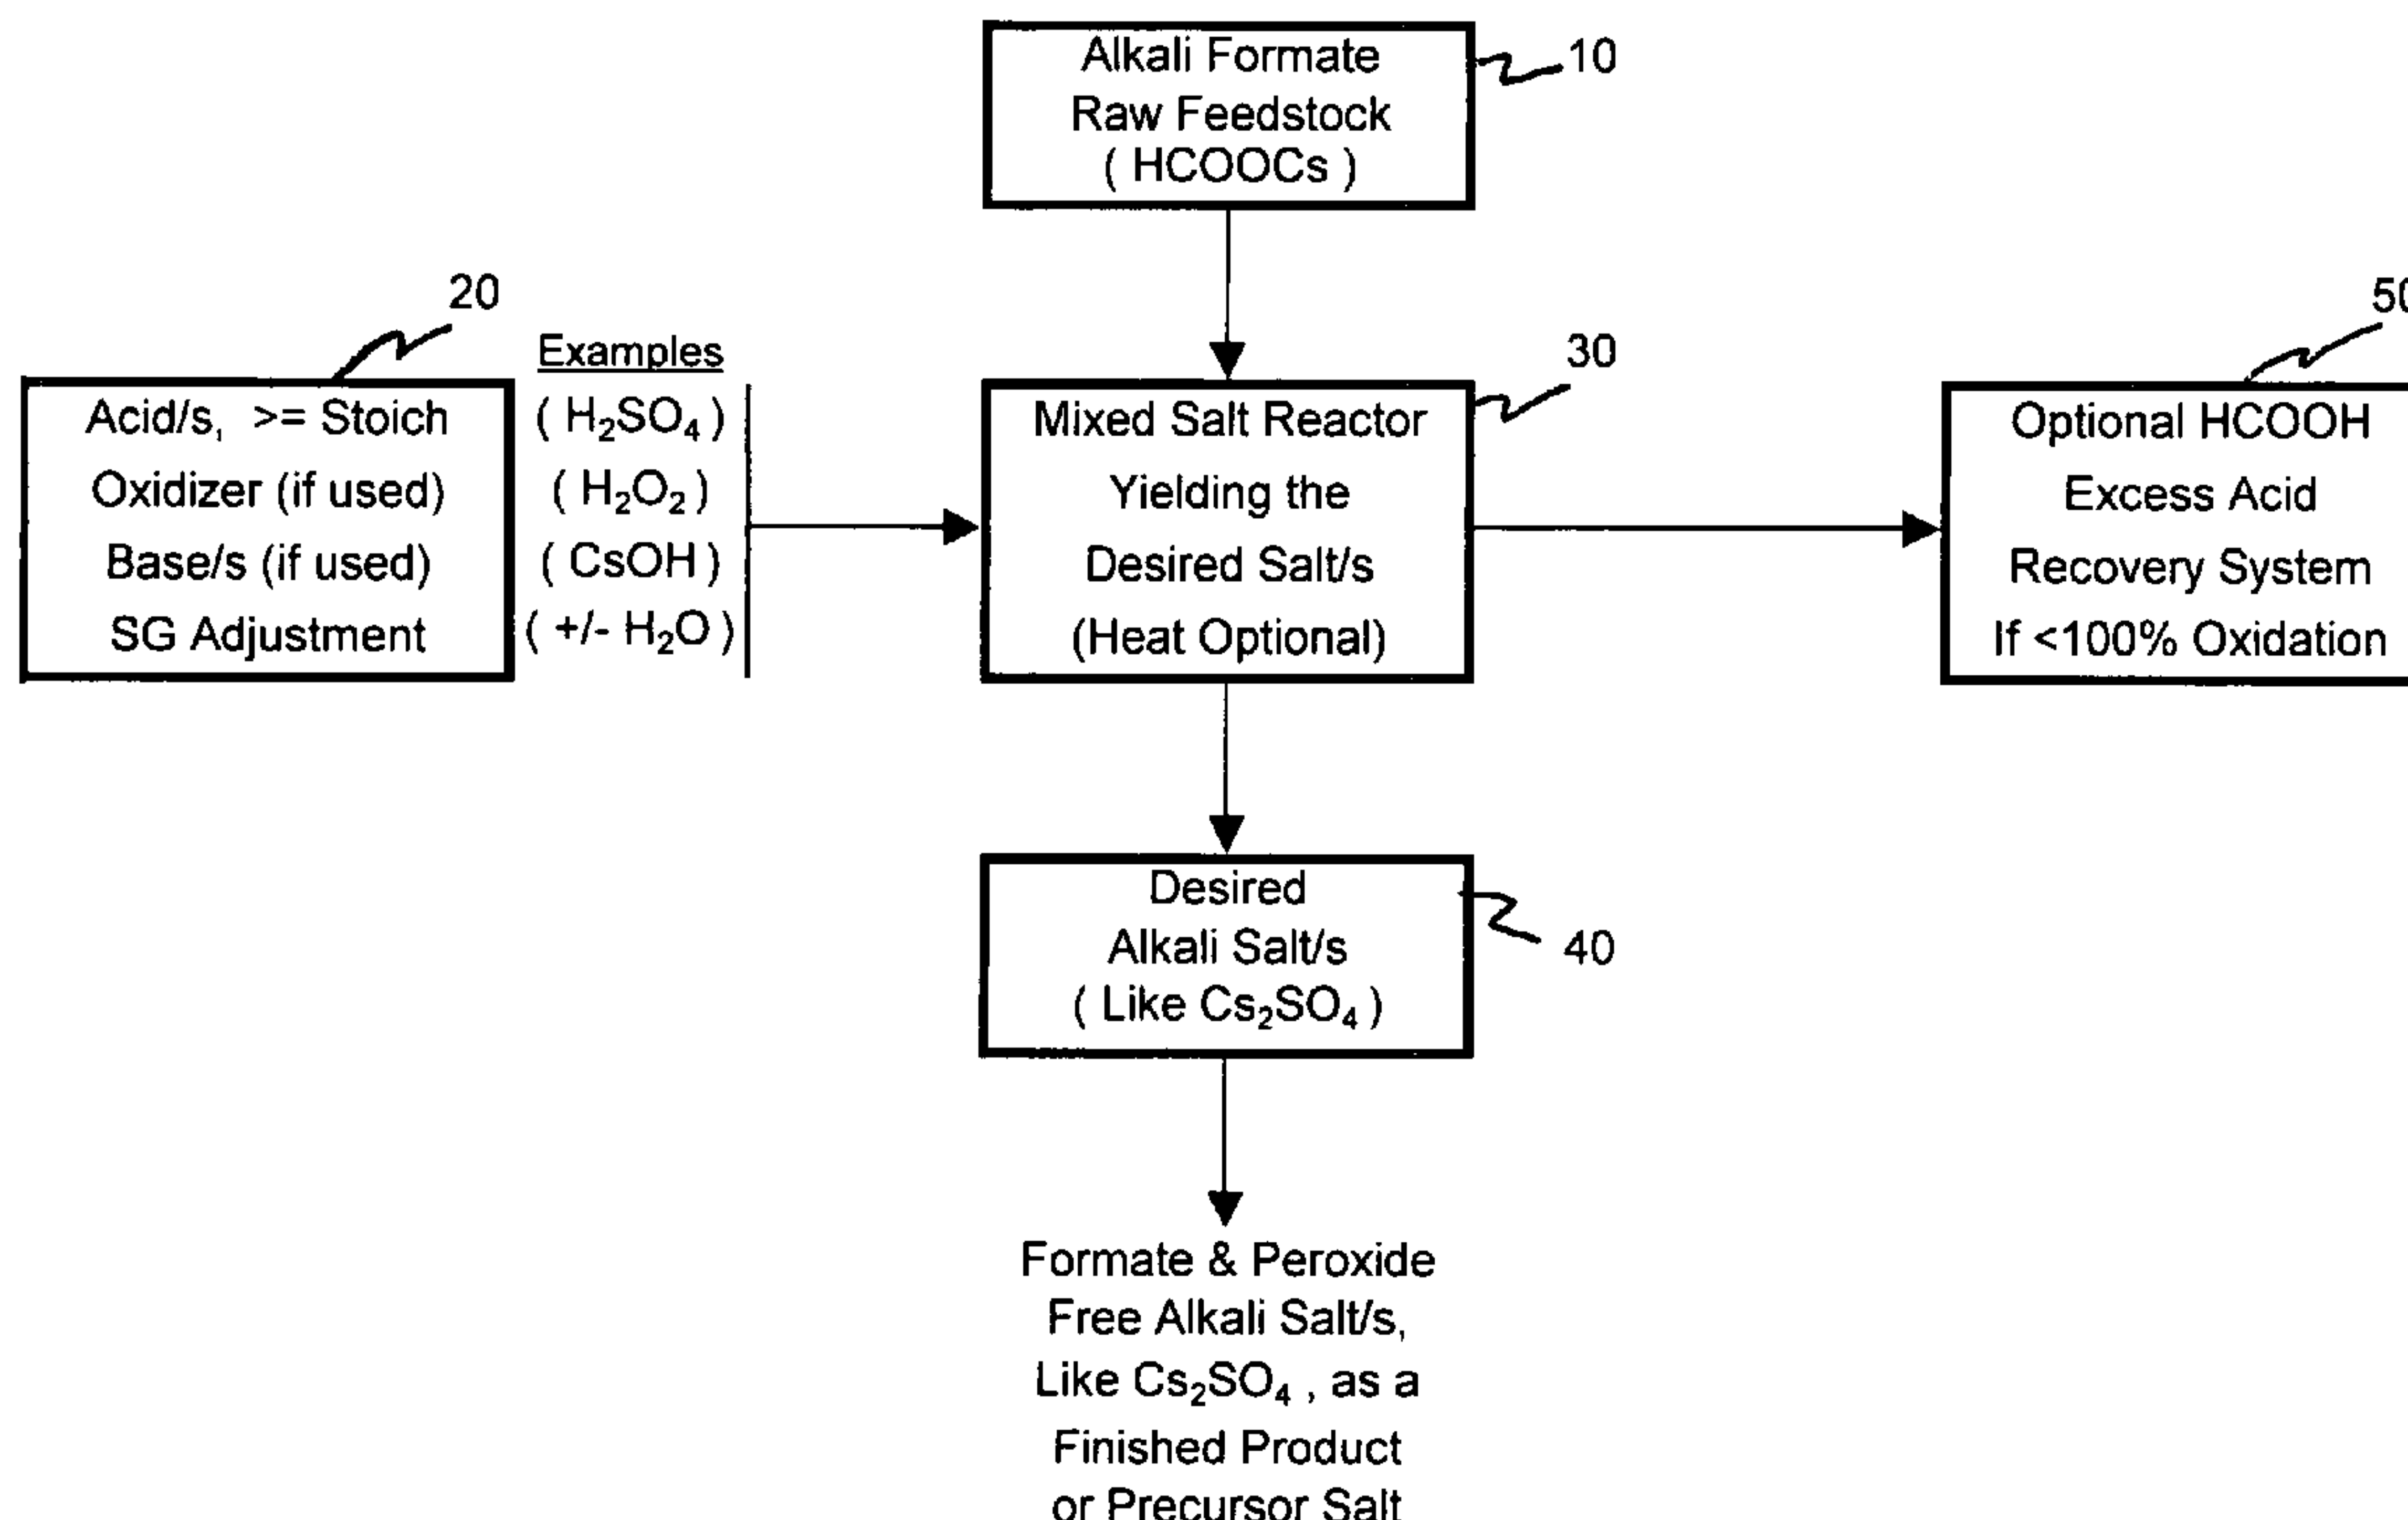 Alkali Formate
Raw Feedstock
( HCOOCs )
10
20
Examples
Acid/s, >= Stoich
( H₂SO₄ )
Oxidizer (if used)
( H₂O₂ )
Base/s (if used)
( CsOH )
SG Adjustment
( +/- H₂O )
30
Mixed Salt Reactor
Yielding the
Desired Salt/s
(Heat Optional)
50
Optional HCOOH
Excess Acid
Recovery System
If <100% Oxidation
Desired
Alkali Salt/s
( Like Cs₂SO₄ )
40
Formate & Peroxide
Free Alkali Salt/s,
Like Cs₂SO₄ , as a
Finished Product
or Precursor Salt